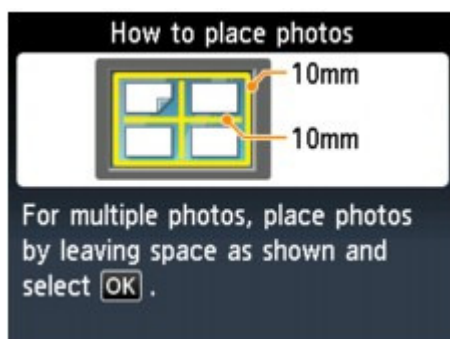 How to place photos
10mm
10mm
For multiple photos, place photos
by leaving space as shown and
select OK .